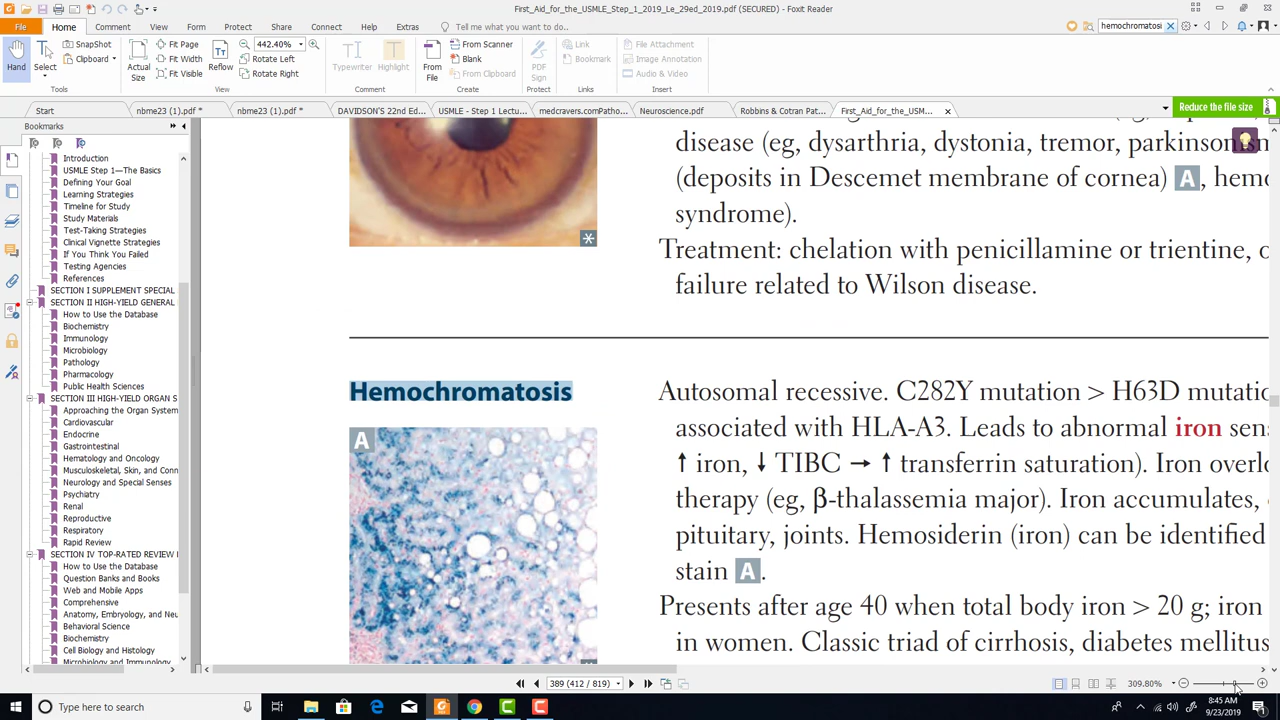 First_Aid_for_the_USMLE_Step_1_2019_Le_29ed_2019.pdf (SECURED) - Foxit Reader
File Home Comment View Form Protect Share Connect Help Extras Tell me what you want to do... hemochromatosi
SnapShot Fit Page 442.40% Link File Attachment
Clipboard Fit Width Rotate Left From Scanner Bookmark Image Annotation
Hand Select Actual Size Fit Visible Reflow Rotate Right Typewriter Highlight From File Blank From Clipboard PDF Sign Audio & Video
Tools View Comment Create Protect Links Insert
Start nbme23 (1).pdf * nbme23 (1).pdf * DAVIDSON'S 22nd Ed... USMLE - Step 1 Lectu... medcravers.comPatho... Neuroscience.pdf Robbins & Cotran Pat... First_Aid_for_the_USM... Reduce the file size
Bookmarks
Introduction
USMLE Step 1—The Basics
Defining Your Goal
Learning Strategies
Timeline for Study
Study Materials
Test-Taking Strategies
Clinical Vignette Strategies
If You Think You Failed
Testing Agencies
References
SECTION I SUPPLEMENT SPECIAL
SECTION II HIGH-YIELD GENERAL
How to Use the Database
Biochemistry
Immunology
Microbiology
Pathology
Pharmacology
Public Health Sciences
SECTION III HIGH-YIELD ORGAN S
Approaching the Organ System
Cardiovascular
Endocrine
Gastrointestinal
Hematology and Oncology
Musculoskeletal, Skin, and Conn
Neurology and Special Senses
Psychiatry
Renal
Reproductive
Respiratory
Rapid Review
SECTION IV TOP-RATED REVIEW
How to Use the Database
Question Banks and Books
Web and Mobile Apps
Comprehensive
Anatomy, Embryology, and Neu
Behavioral Science
Biochemistry
Cell Biology and Histology
Microbiology and Immunology
disease (eg, dysarthria, dystonia, tremor, parkinsonism
(deposits in Descemet membrane of cornea) A, hemo
syndrome).
Treatment: chelation with penicillamine or trientine, o
failure related to Wilson disease.
Hemochromatosis
A
Autosomal recessive. C282Y mutation > H63D mutatio
associated with HLA-A3. Leads to abnormal iron sen
↑ iron, ↓ TIBC → ↑ transferrin saturation). Iron overlo
therapy (eg, β-thalassemia major). Iron accumulates,
pituitary, joints. Hemosiderin (iron) can be identified
stain A.
Presents after age 40 when total body iron > 20 g; iron
in women. Classic triad of cirrhosis, diabetes mellitus
389 (412 / 819) 309.80%
Type here to search
8:45 AM
9/23/2019